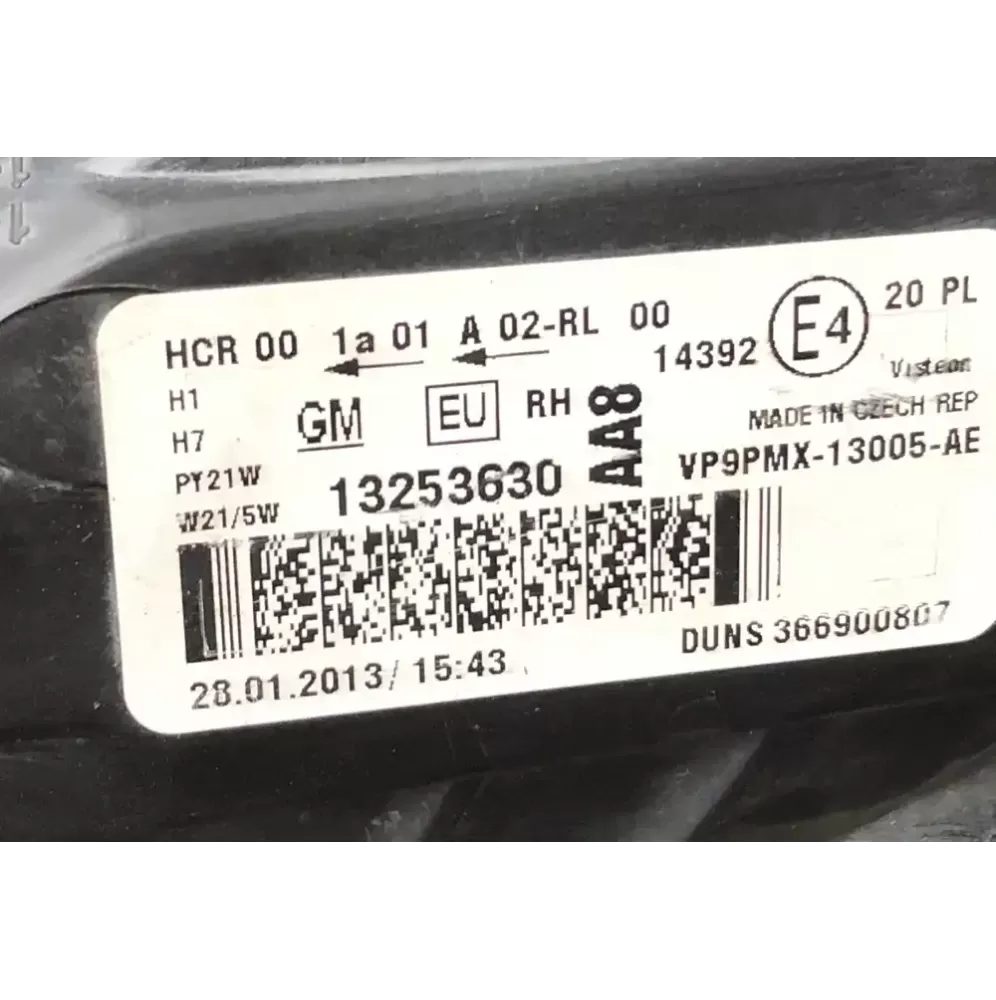 HCR 00 1a 01 A 02-RL 00
14392 E4 20 PL
H1
H7
PY21W
W21/5W
GM EU RH
AA8
13253630
Visteon
MADE IN CZECH REP
VP9PMX-13005-AE
DUNS 366900807
28.01.2013/ 15:43